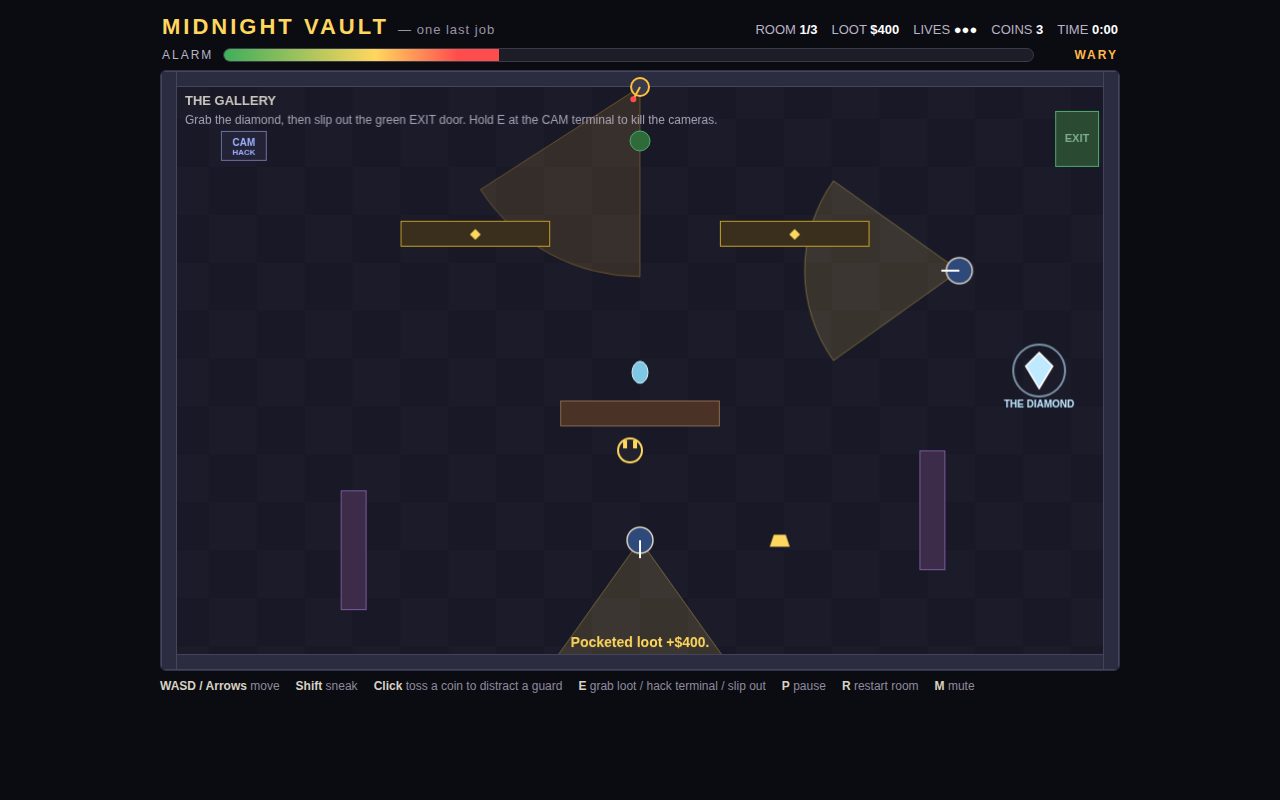 MIDNIGHT VAULT — one last job
ROOM 1/3 LOOT $400 LIVES ●●● COINS 3 TIME 0:00
ALARM WARY
THE GALLERY
Grab the diamond, then slip out the green EXIT door. Hold E at the CAM terminal to kill the cameras.
CAM
HACK
EXIT
THE DIAMOND
Pocketed loot +$400.
WASD / Arrows move Shift sneak Click toss a coin to distract a guard E grab loot / hack terminal / slip out P pause R restart room M mute